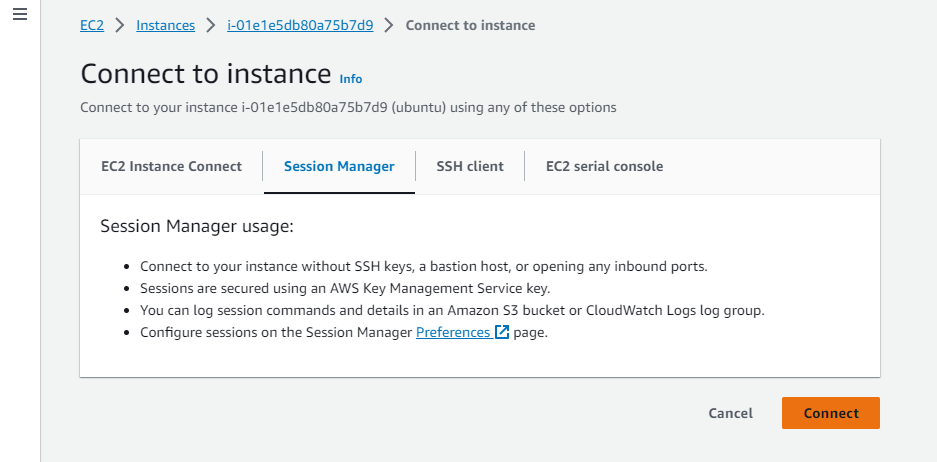 EC2 > Instances > i-01e1e5db80a75b7d9 > Connect to instance
Connect to instance Info
Connect to your instance i-01e1e5db80a75b7d9 (ubuntu) using any of these options
EC2 Instance Connect Session Manager SSH client EC2 serial console
Session Manager usage:
• Connect to your instance without SSH keys, a bastion host, or opening any inbound ports.
• Sessions are secured using an AWS Key Management Service key.
• You can log session commands and details in an Amazon S3 bucket or CloudWatch Logs log group.
• Configure sessions on the Session Manager Preferences page.
Cancel Connect